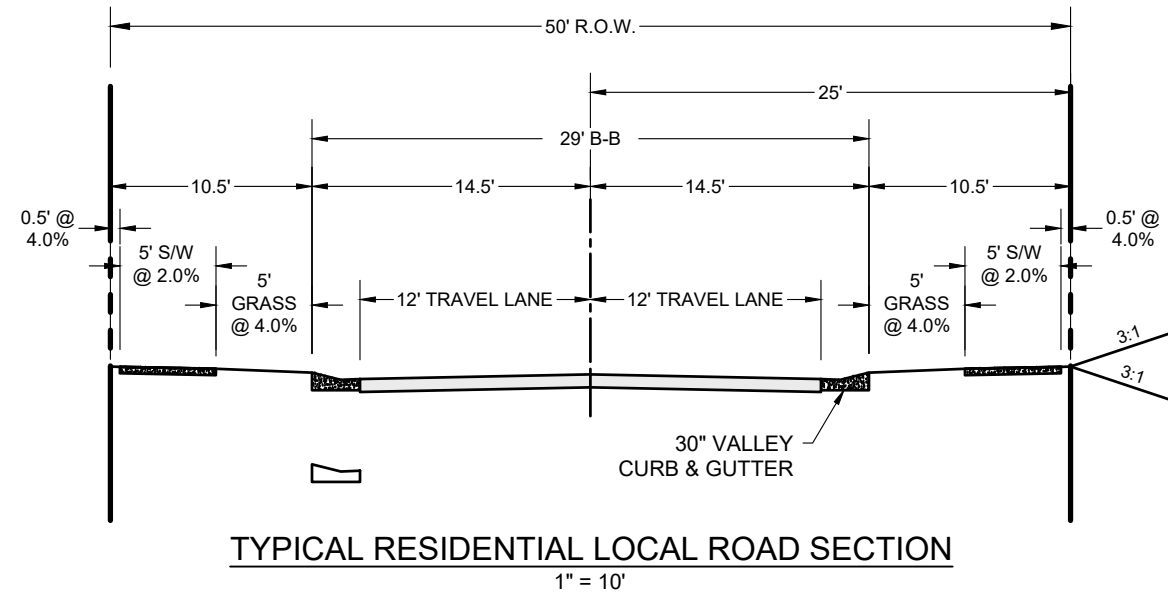 50' R.O.W.
25'
29' B-B
10.5'
14.5'
14.5'
10.5'
0.5' @
4.0%
5' S/W
@ 2.0%
5'
GRASS
@ 4.0%
12' TRAVEL LANE
12' TRAVEL LANE
5'
GRASS
@ 4.0%
5' S/W
@ 2.0%
0.5' @
4.0%
3:1
3:1
30" VALLEY
CURB & GUTTER
TYPICAL RESIDENTIAL LOCAL ROAD SECTION
1" = 10'